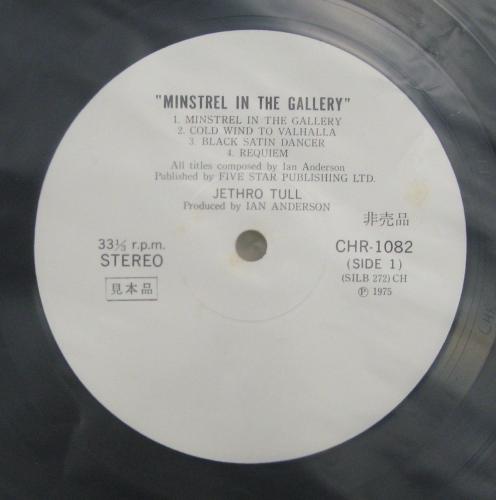 "MINSTREL IN THE GALLERY"
1. MINSTREL IN THE GALLERY
2. COLD WIND TO VALHALLA
3. BLACK SATIN DANCER
4. REQUIEM
All titles composed by Ian Anderson
Published by FIVE STAR PUBLISHING LTD.
JETHRO TULL
Produced by IAN ANDERSON
非売品
33⅓ r.p.m.
STEREO
見本品
CHR-1082
(SIDE 1)
(SILB 272) CH
Ⓟ 1975